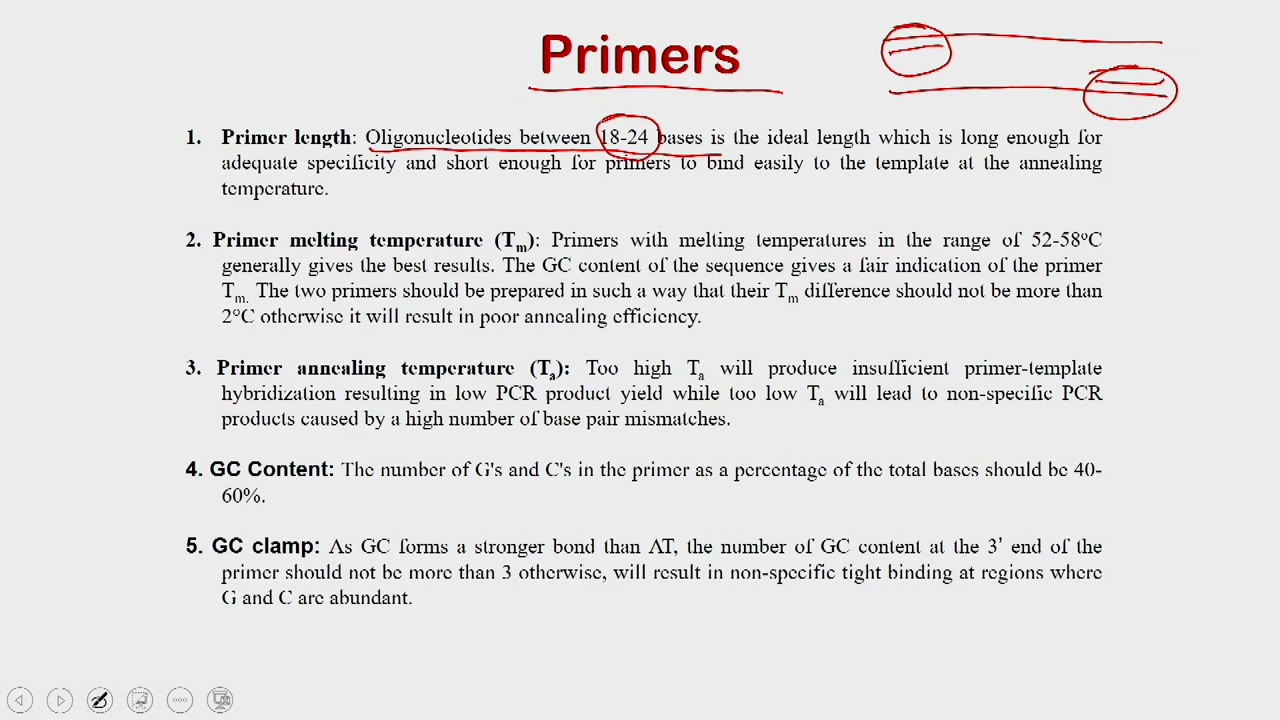 Primers
1. Primer length: Oligonucleotides between 18-24 bases is the ideal length which is long enough for
adequate specificity and short enough for primers to bind easily to the template at the annealing
temperature.
2. Primer melting temperature (Tm): Primers with melting temperatures in the range of 52-58°C
generally gives the best results. The GC content of the sequence gives a fair indication of the primer
Tm. The two primers should be prepared in such a way that their Tm difference should not be more than
2°C otherwise it will result in poor annealing efficiency.
3. Primer annealing temperature (Ta): Too high Ta will produce insufficient primer-template
hybridization resulting in low PCR product yield while too low Ta will lead to non-specific PCR
products caused by a high number of base pair mismatches.
4. GC Content: The number of G's and C's in the primer as a percentage of the total bases should be 40-
60%.
5. GC clamp: As GC forms a stronger bond than AT, the number of GC content at the 3' end of the
primer should not be more than 3 otherwise, will result in non-specific tight binding at regions where
G and C are abundant.